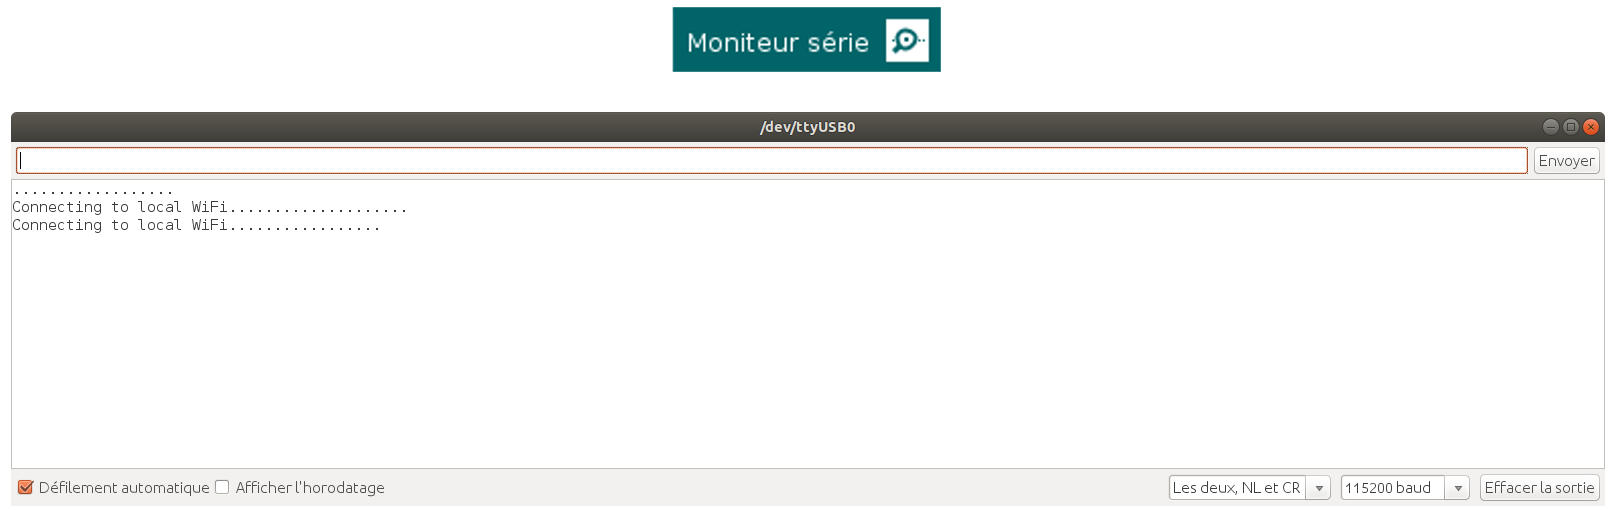 Moniteur série
/dev/ttyUSB0
Envoyer
..................
Connecting to local WiFi....................
Connecting to local WiFi.................
Défilement automatique Afficher l'horodatage Les deux, NL et CR 115200 baud Effacer la sortie